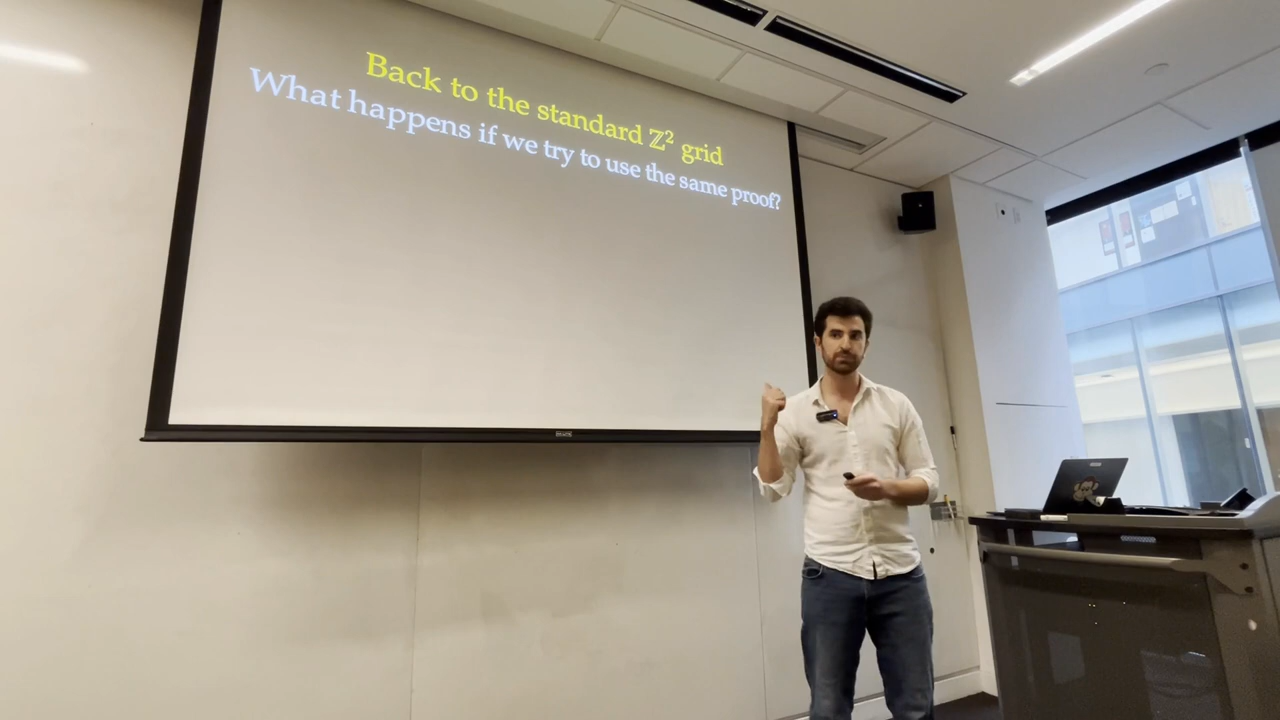 Back to the standard ℤ² grid
What happens if we try to use the same proof?